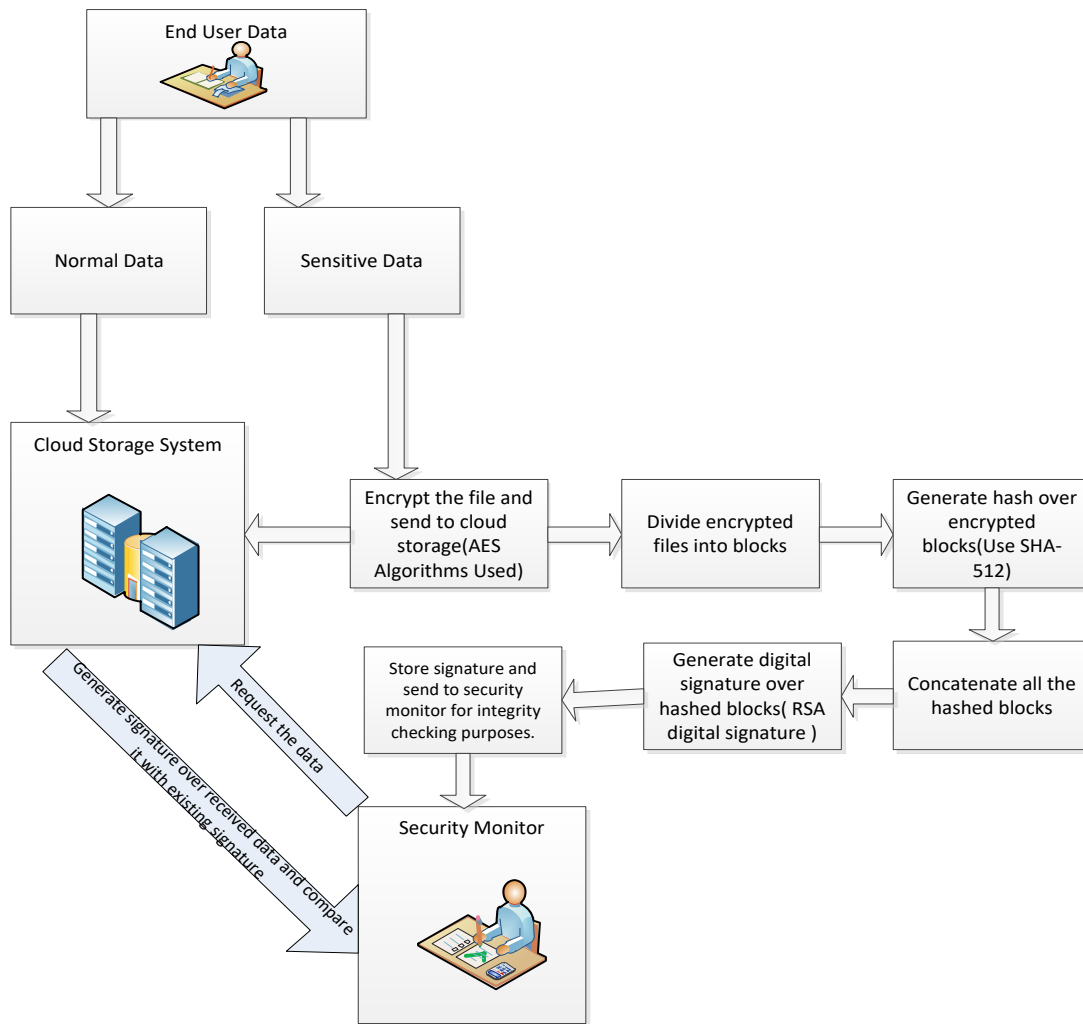 End User Data
Normal Data
Sensitive Data
Cloud Storage System
Encrypt the file and
send to cloud
storage(AES
Algorithms Used)
Divide encrypted
files into blocks
Generate hash over
encrypted
blocks(Use SHA-
512)
Store signature and
send to security
monitor for integrity
checking purposes.
Generate digital
signature over
hashed blocks( RSA
digital signature )
Concatenate all the
hashed blocks
Request the data
Generate signature over received data and compare
it with existing signature
Security Monitor